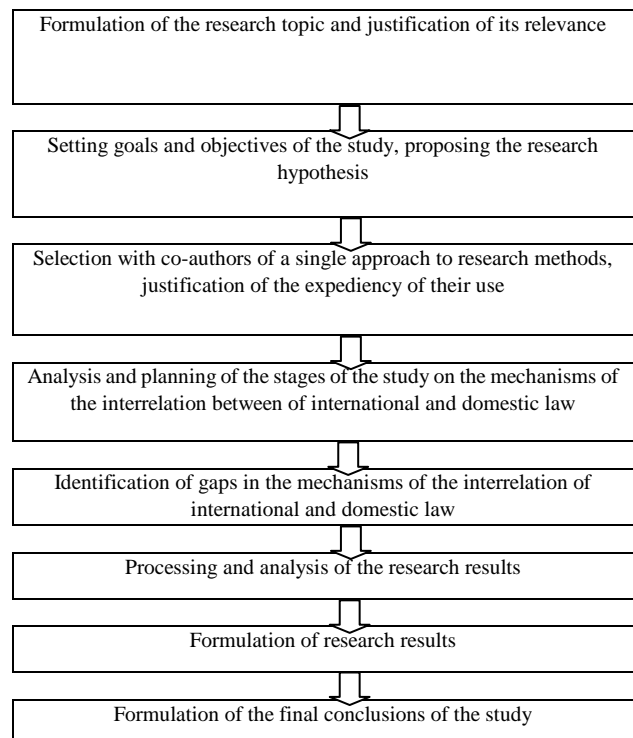 Formulation of the research topic and justification of its relevance
Setting goals and objectives of the study, proposing the research
hypothesis
Selection with co-authors of a single approach to research methods,
justification of the expediency of their use
Analysis and planning of the stages of the study on the mechanisms of
the interrelation between of international and domestic law
Identification of gaps in the mechanisms of the interrelation of
international and domestic law
Processing and analysis of the research results
Formulation of research results
Formulation of the final conclusions of the study